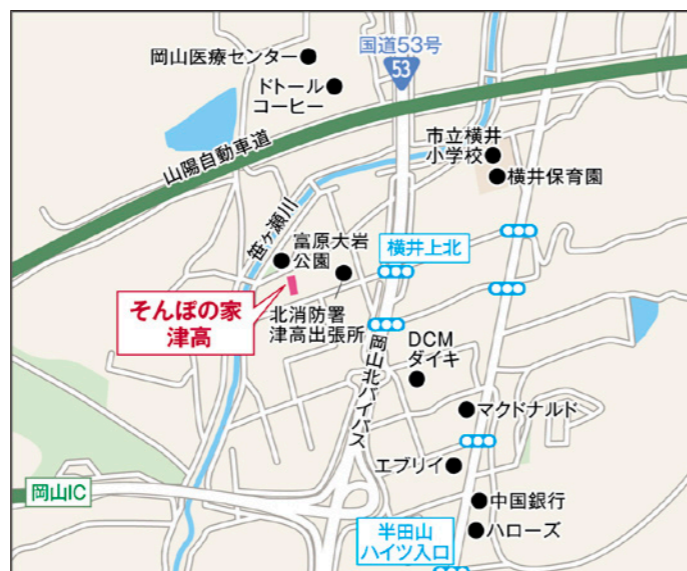 岡山医療センター
国道53号
53
ドトール
コーヒー
山陽自動車道
市立横井
小学校
横井保育園
笹ヶ瀬川
富原大岩
公園
横井上北
そんぽの家
津高
北消防署
津高出張所
岡山北バイパス
DCM
ダイキ
マクドナルド
エブリイ
岡山IC
中国銀行
半田山
ハイツ入口
ハローズ